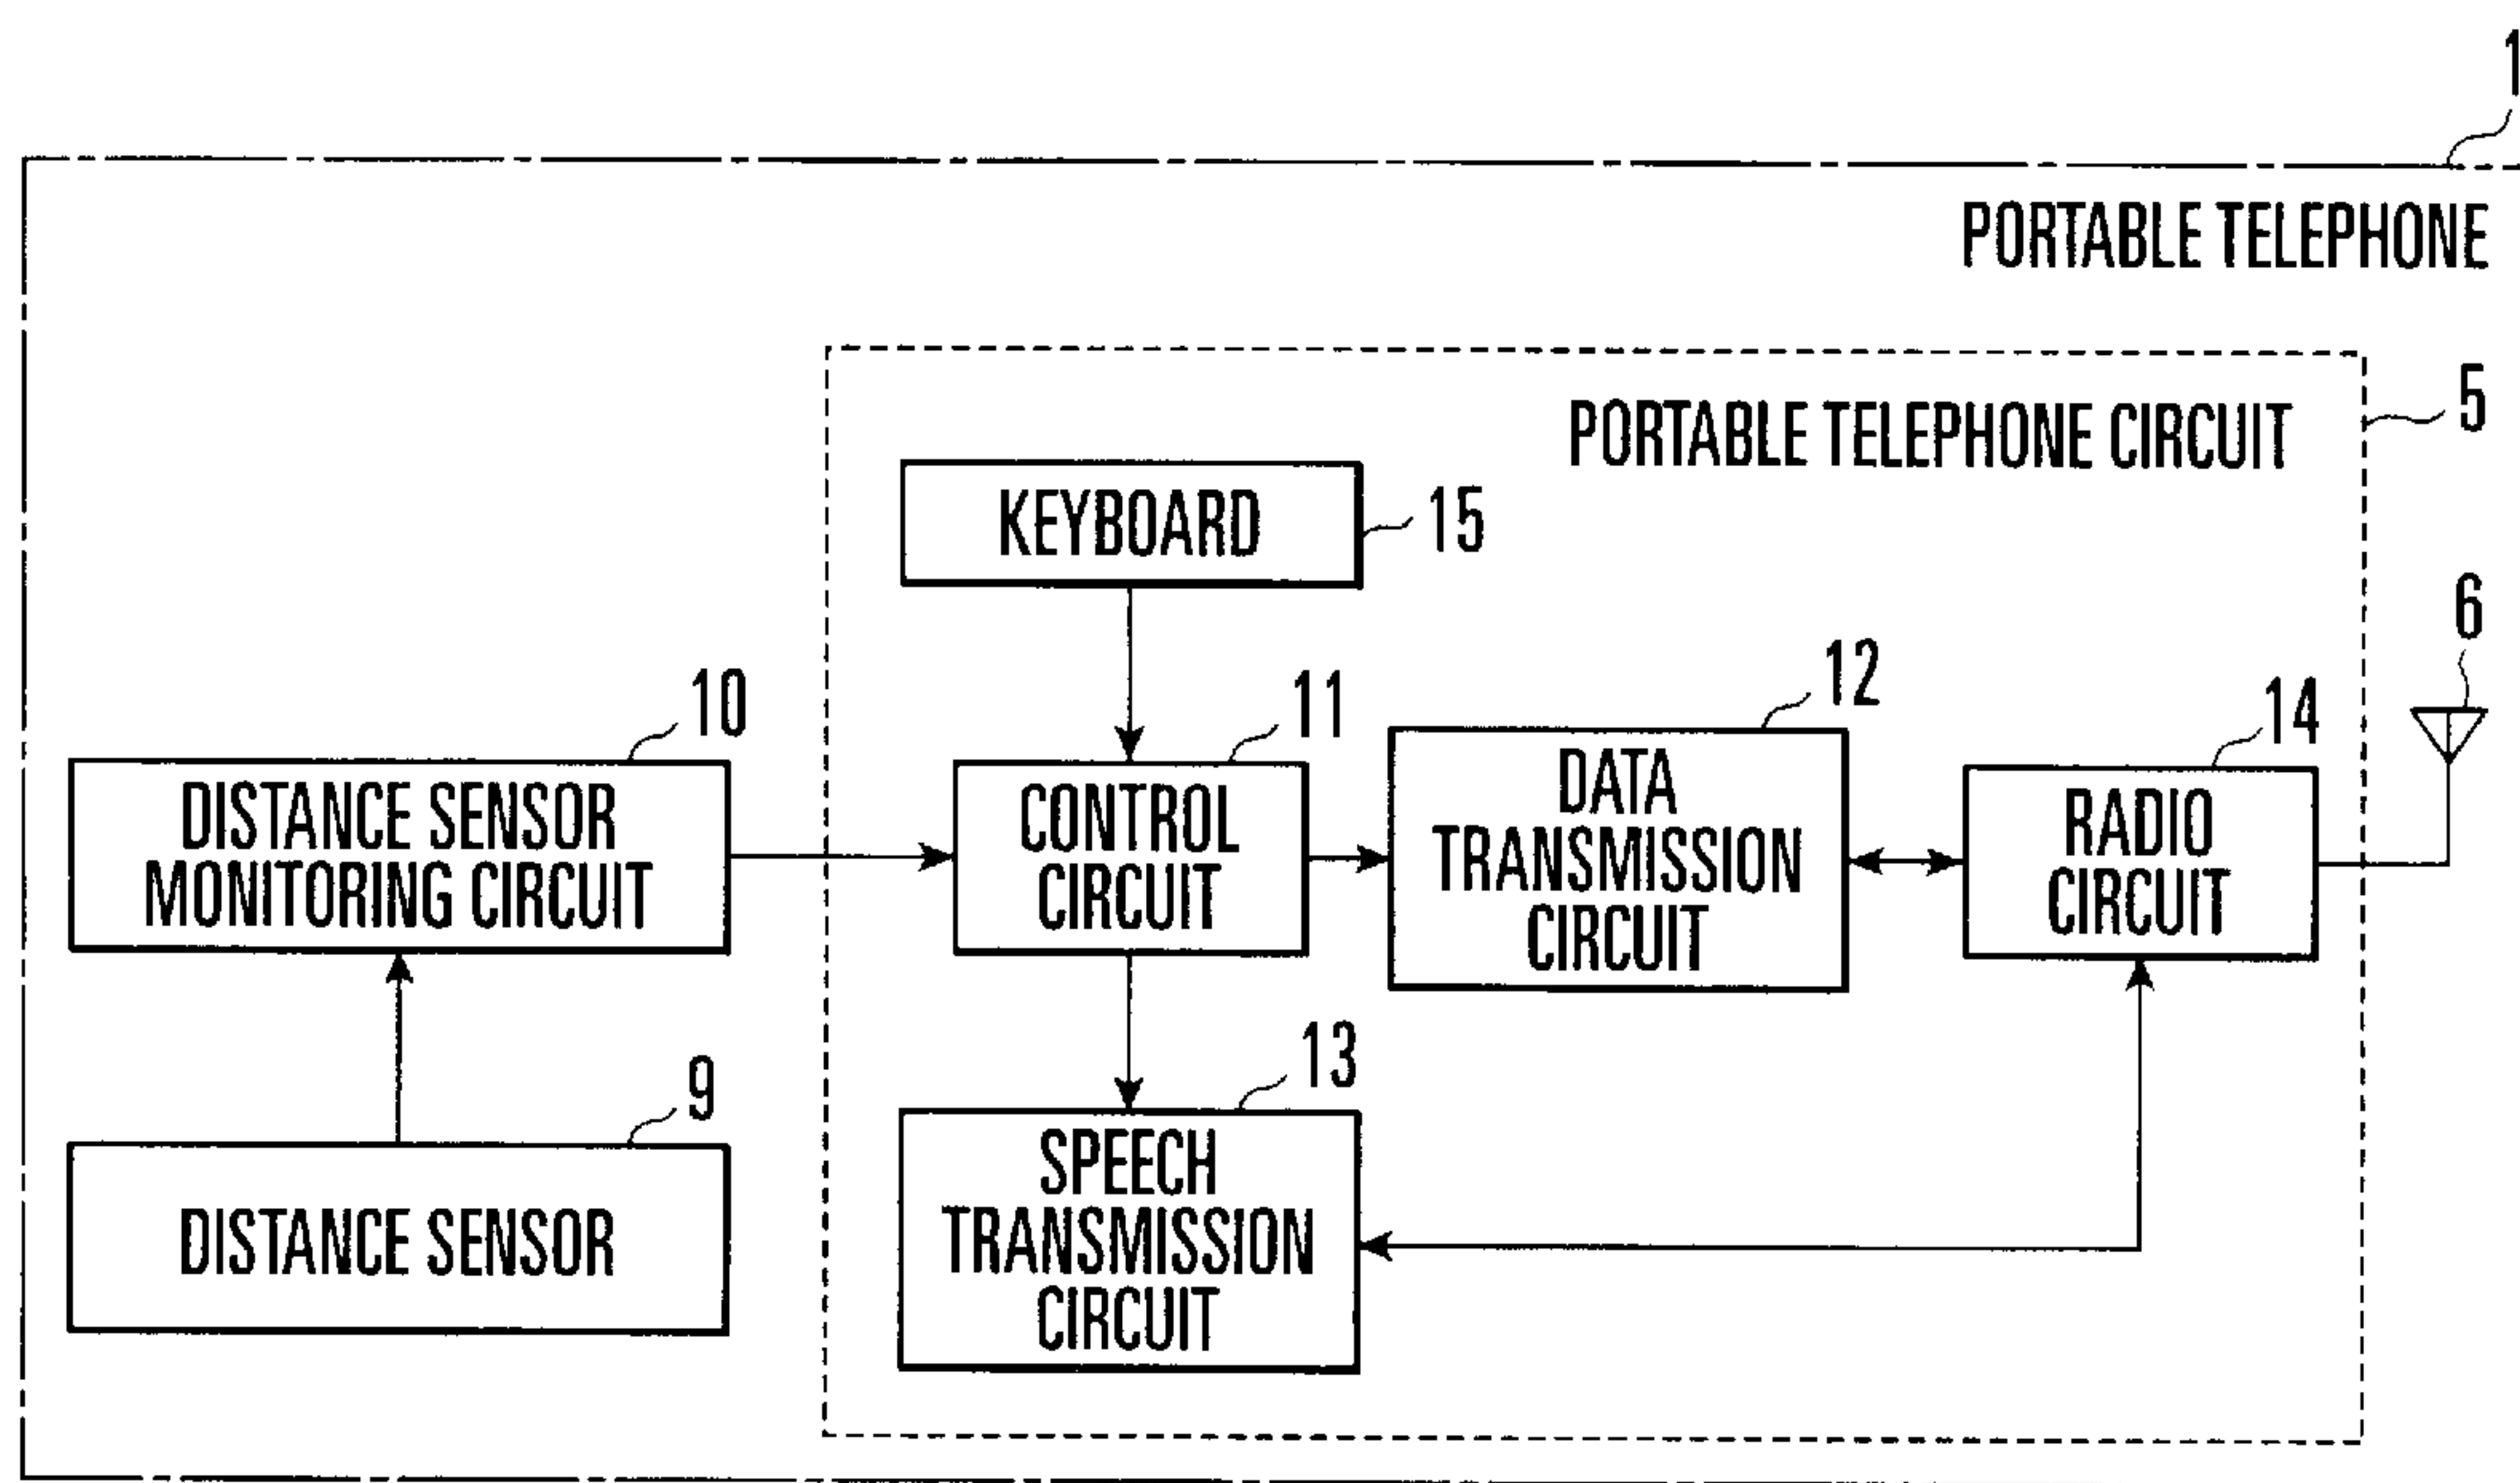 1
PORTABLE TELEPHONE
PORTABLE TELEPHONE CIRCUIT
5
KEYBOARD
15
6
10
11
12
14
DISTANCE SENSOR
MONITORING CIRCUIT
CONTROL
CIRCUIT
DATA
TRANSMISSION
CIRCUIT
RADIO
CIRCUIT
9
13
DISTANCE SENSOR
SPEECH
TRANSMISSION
CIRCUIT